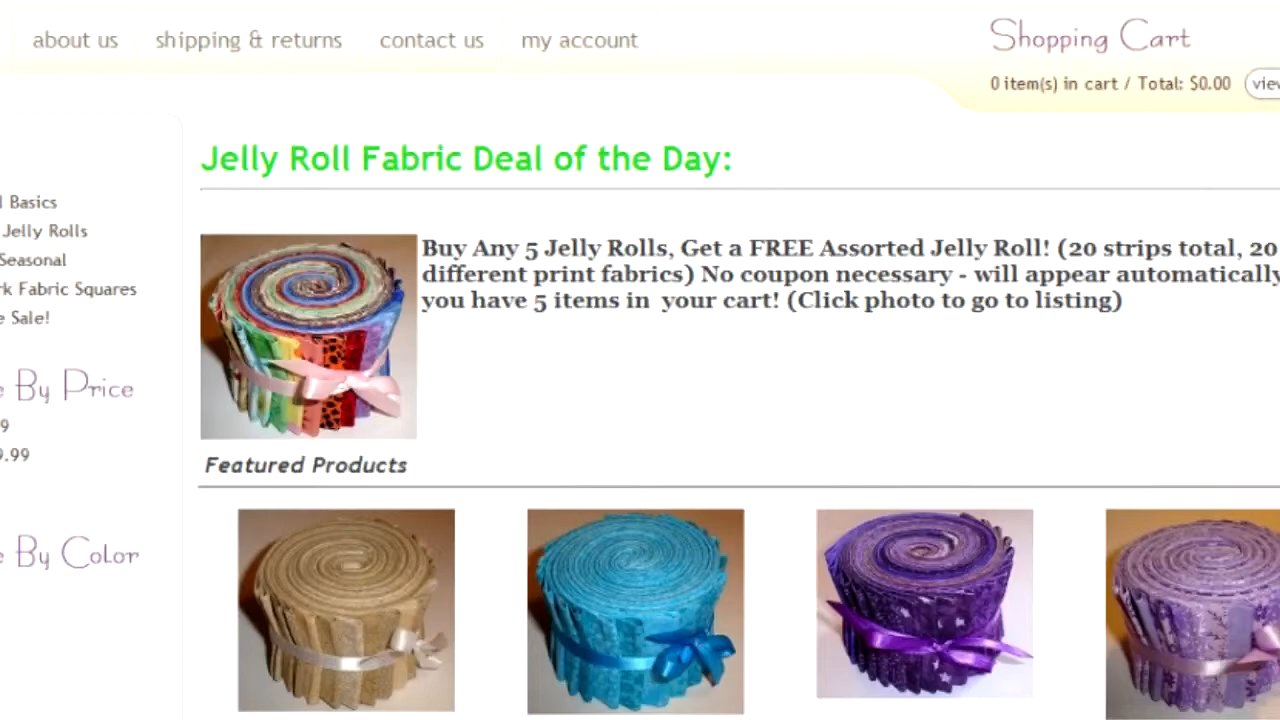 about us shipping & returns contact us my account
Shopping Cart
0 item(s) in cart / Total: $0.00
Jelly Roll Fabric Deal of the Day:
Basics
Jelly Rolls
Seasonal
Fabric Squares
Sale!
By Price
9
9.99
By Color
Buy Any 5 Jelly Rolls, Get a FREE Assorted Jelly Roll! (20 strips total, 20
different print fabrics) No coupon necessary - will appear automatically
you have 5 items in your cart! (Click photo to go to listing)
Featured Products